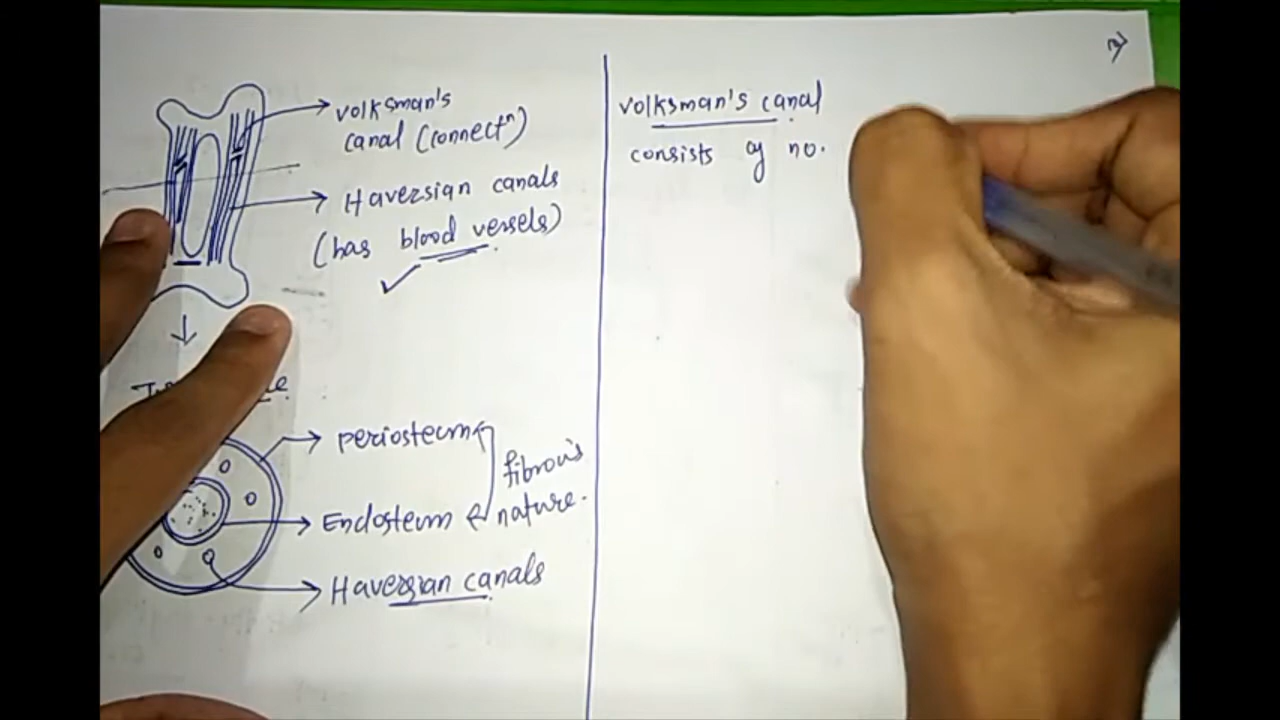 volksman's
canal (connectⁿ)
Haversian canals
(has blood vessels)
periosteum
Endosteum
fibrous
nature.
Haversian canals
volksman's canal
consists of no.